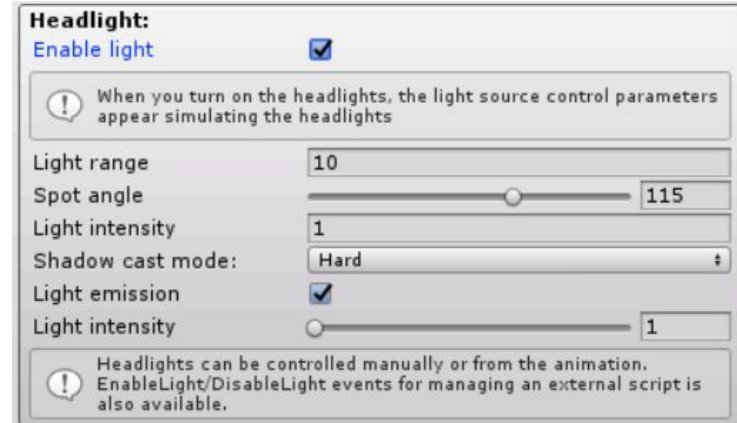 Headlight:
Enable light
When you turn on the headlights, the light source control parameters
appear simulating the headlights
Light range 10
Spot angle 115
Light intensity 1
Shadow cast mode: Hard
Light emission
Light intensity 1
Headlights can be controlled manually or from the animation.
EnableLight/DisableLight events for managing an external script is
also available.